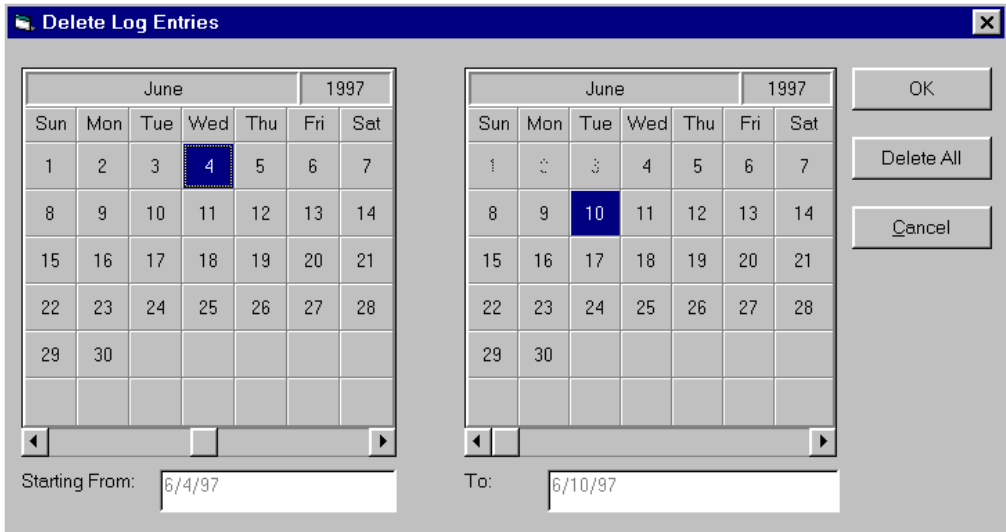 Delete Log Entries
June 1997
Sun Mon Tue Wed Thu Fri Sat
1 2 3 4 5 6 7
8 9 10 11 12 13 14
15 16 17 18 19 20 21
22 23 24 25 26 27 28
29 30
Starting From: 6/4/97
June 1997
Sun Mon Tue Wed Thu Fri Sat
1 2 3 4 5 6 7
8 9 10 11 12 13 14
15 16 17 18 19 20 21
22 23 24 25 26 27 28
29 30
To: 6/10/97
OK
Delete All
Cancel